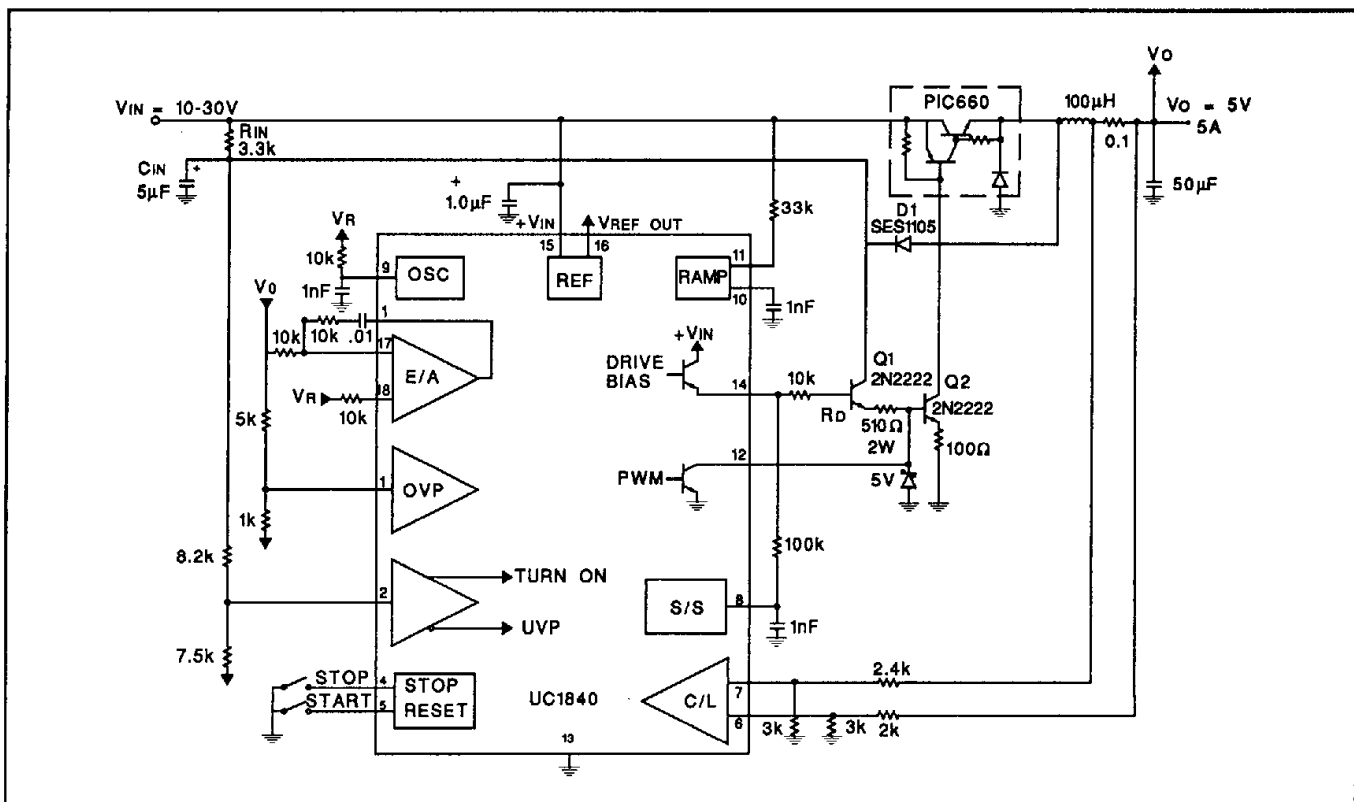 VO
PIC660
VIN = 10-30V
100µH
VO = 5V
5A
RIN
3.3k
0.1
CIN
+
5µF
50µF
+
1.0µF
33k
D1
SES1105
+VIN
VREF OUT
VR
15
16
11
10k
9
OSC
REF
RAMP
10
1nF
1nF
VO
1
10k
10k
.01
+VIN
17
DRIVE
BIAS
Q1
2N2222
Q2
2N2222
E/A
14
10k
VR
18
10k
RD
510Ω
2W
100Ω
5k
12
1
OVP
PWM
5V
1k
100k
8.2k
TURN ON
2
S/S
8
UVP
1nF
7.5k
STOP
4
STOP
2.4k
START
5
RESET
UC1840
C/L
7
6
3k
3k
2k
13